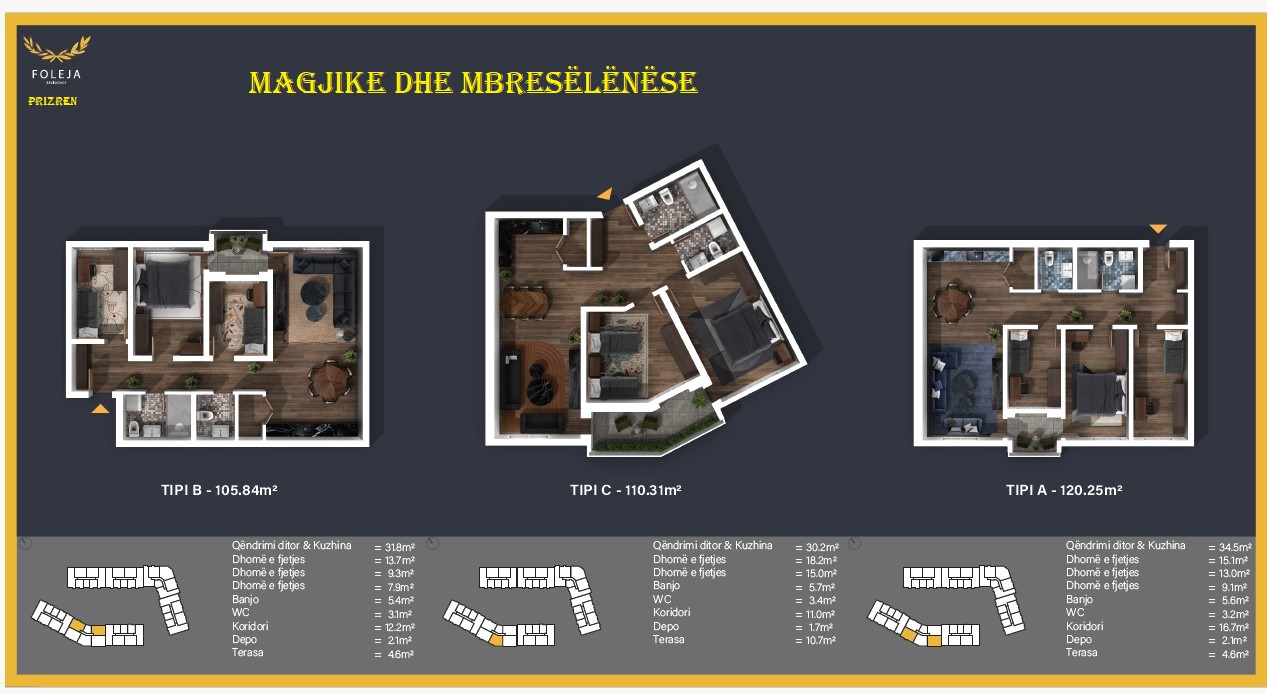 FOLEJA
PRIZREN
MAGJIKE DHE MBRESËLËNËSE
TIPI B - 105.84m²
TIPI C - 110.31m²
TIPI A - 120.25m²
Qëndrimi ditor & Kuzhina = 31.8m²
Dhomë e fjetjes = 13.7m²
Dhomë e fjetjes = 9.3m²
Dhomë e fjetjes = 7.9m²
Banjo = 5.4m²
WC = 3.1m²
Koridori = 12.2m²
Depo = 2.1m²
Terasa = 4.6m²
Qëndrimi ditor & Kuzhina = 30.2m²
Dhomë e fjetjes = 18.2m²
Dhomë e fjetjes = 15.0m²
Banjo = 5.7m²
WC = 3.4m²
Koridori = 11.0m²
Depo = 1.7m²
Terasa = 10.7m²
Qëndrimi ditor & Kuzhina = 34.5m²
Dhomë e fjetjes = 15.1m²
Dhomë e fjetjes = 13.0m²
Dhomë e fjetjes = 9.1m²
Banjo = 5.6m²
WC = 3.2m²
Koridori = 16.7m²
Depo = 2.1m²
Terasa = 4.6m²